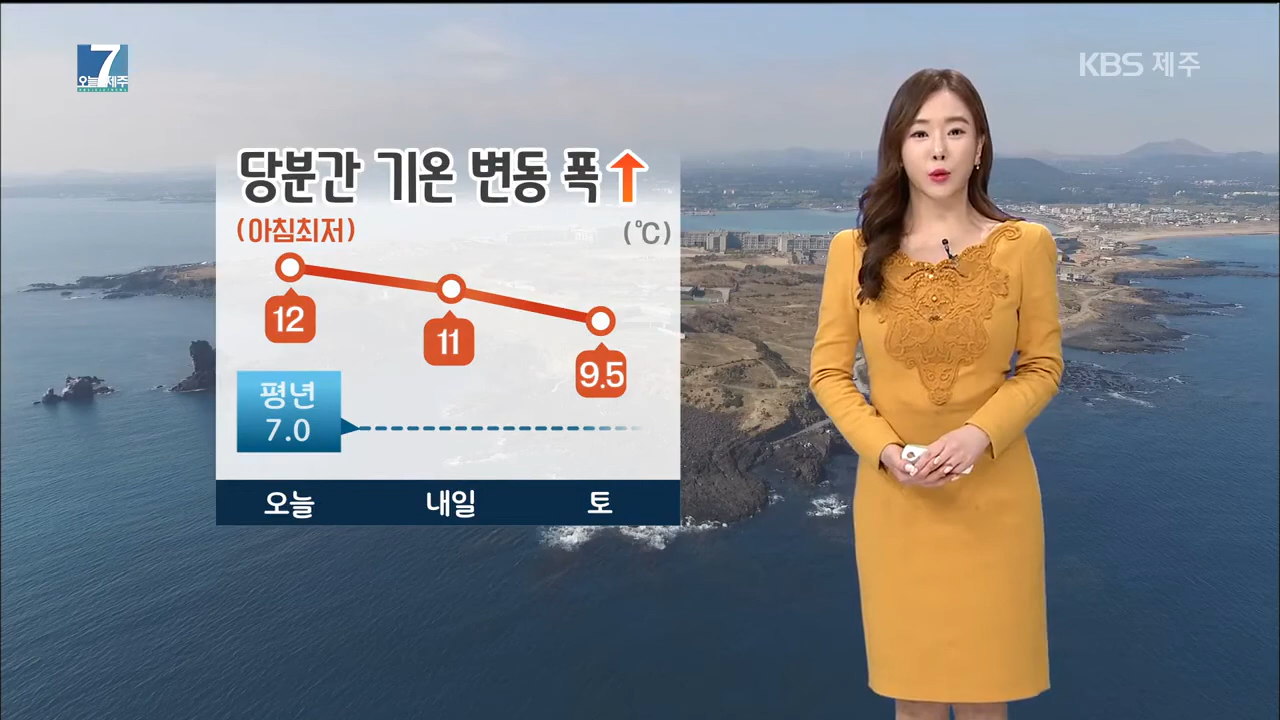 7
오늘 제주
KBS 제주
당분간 기온 변동 폭↑
(아침최저)
(℃)
12
11
9.5
평년
7.0
오늘 내일 토